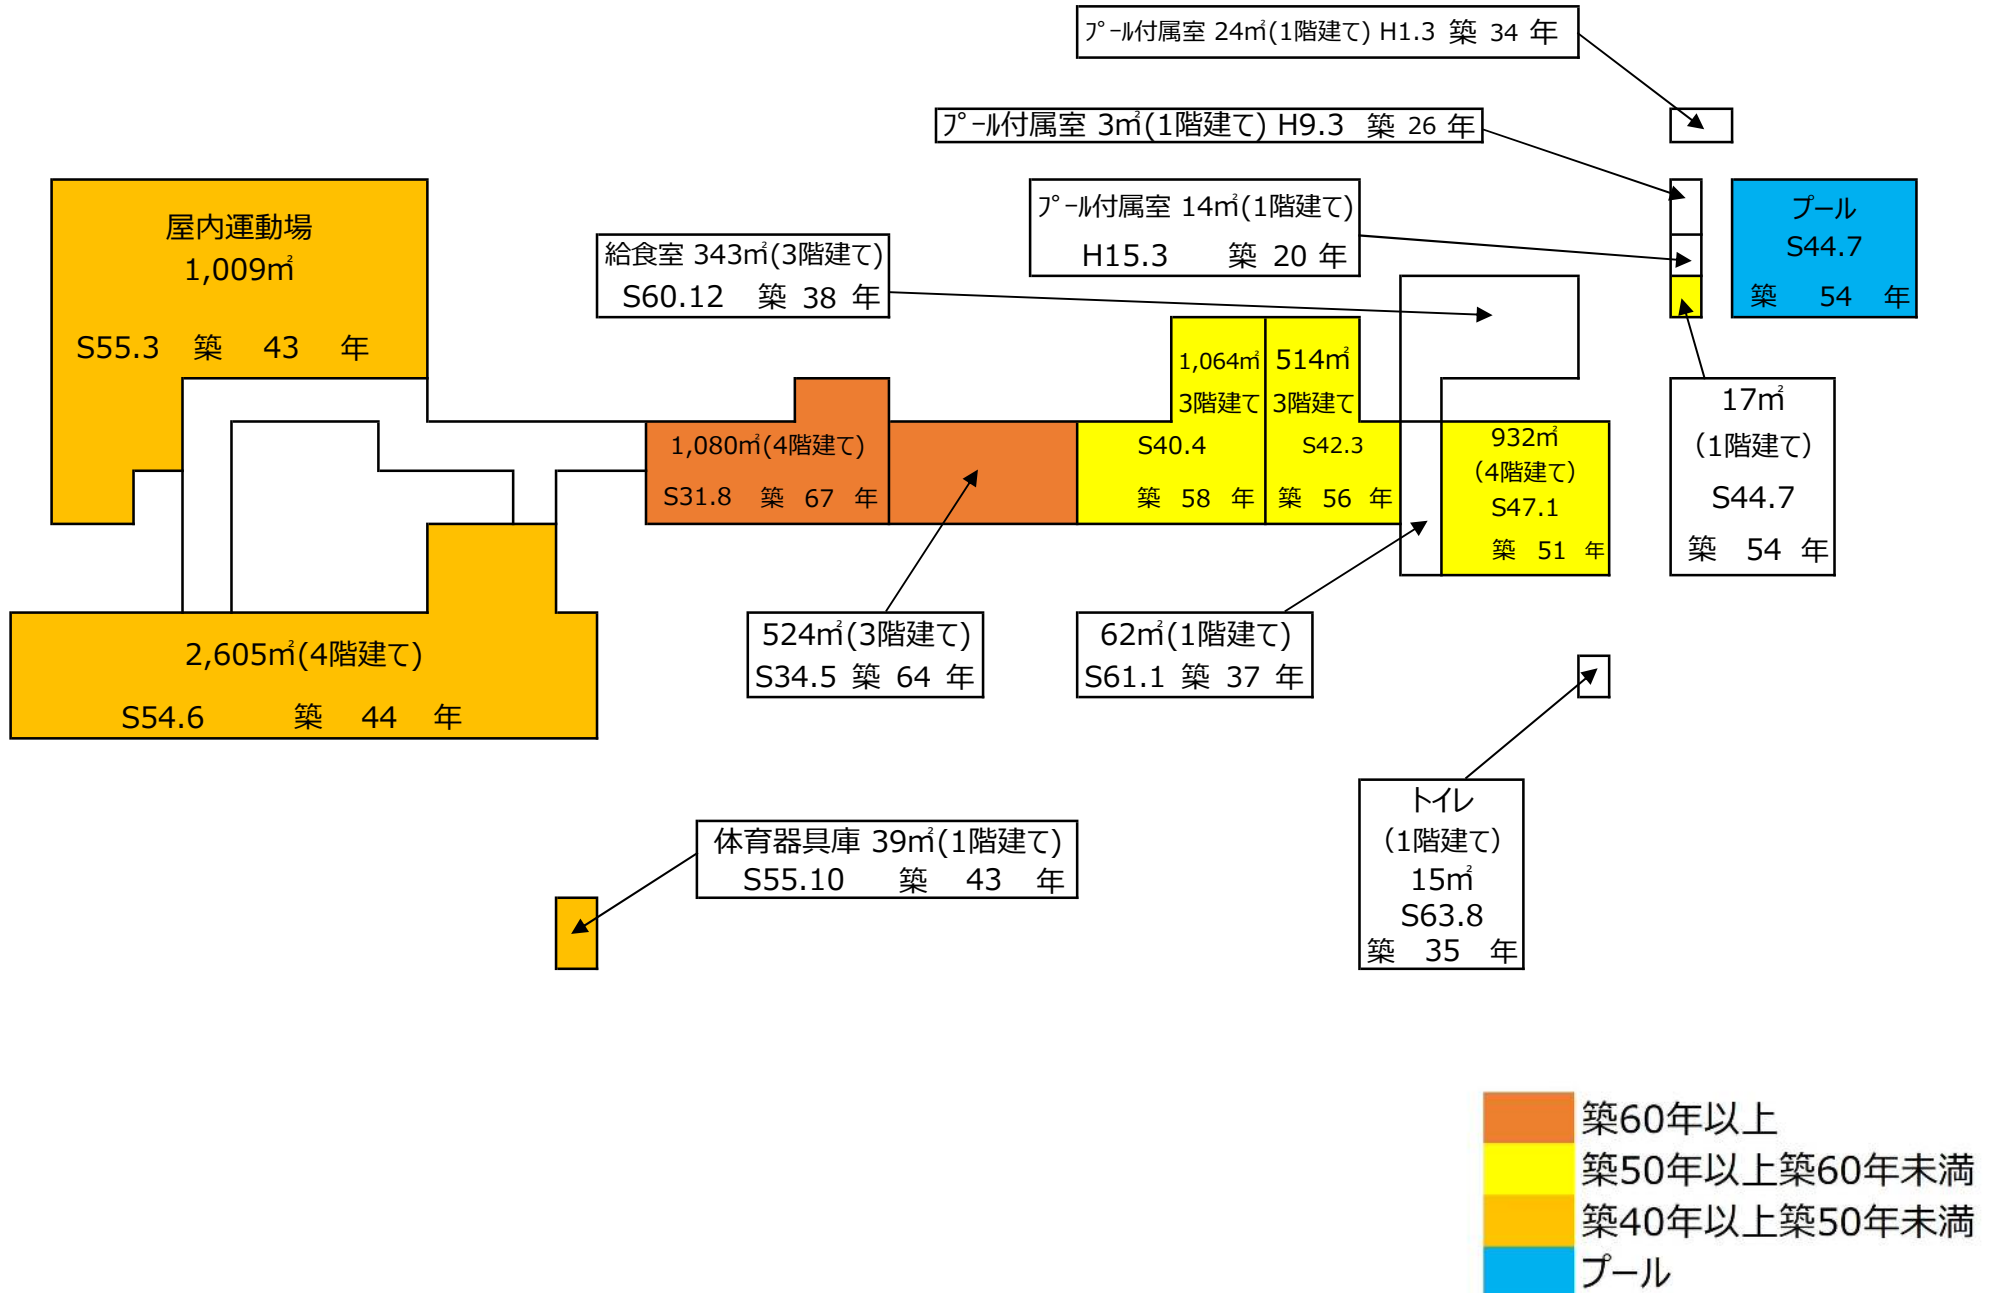 プール付属室 24㎡(1階建て) H1.3 築 34 年
プール付属室 3㎡(1階建て) H9.3 築 26 年
プール付属室 14㎡(1階建て)
H15.3 築 20 年
プール
S44.7
築 54 年
屋内運動場
1,009㎡
S55.3 築 43 年
給食室 343㎡(3階建て)
S60.12 築 38 年
1,064㎡
3階建て
S40.4
築 58 年
514㎡
3階建て
S42.3
築 56 年
1,080㎡(4階建て)
S31.8 築 67 年
932㎡
(4階建て)
S47.1
築 51 年
17㎡
(1階建て)
S44.7
築 54 年
2,605㎡(4階建て)
S54.6 築 44 年
524㎡(3階建て)
S34.5 築 64 年
62㎡(1階建て)
S61.1 築 37 年
体育器具庫 39㎡(1階建て)
S55.10 築 43 年
トイレ
(1階建て)
15㎡
S63.8
築 35 年
築60年以上
築50年以上築60年未満
築40年以上築50年未満
プール